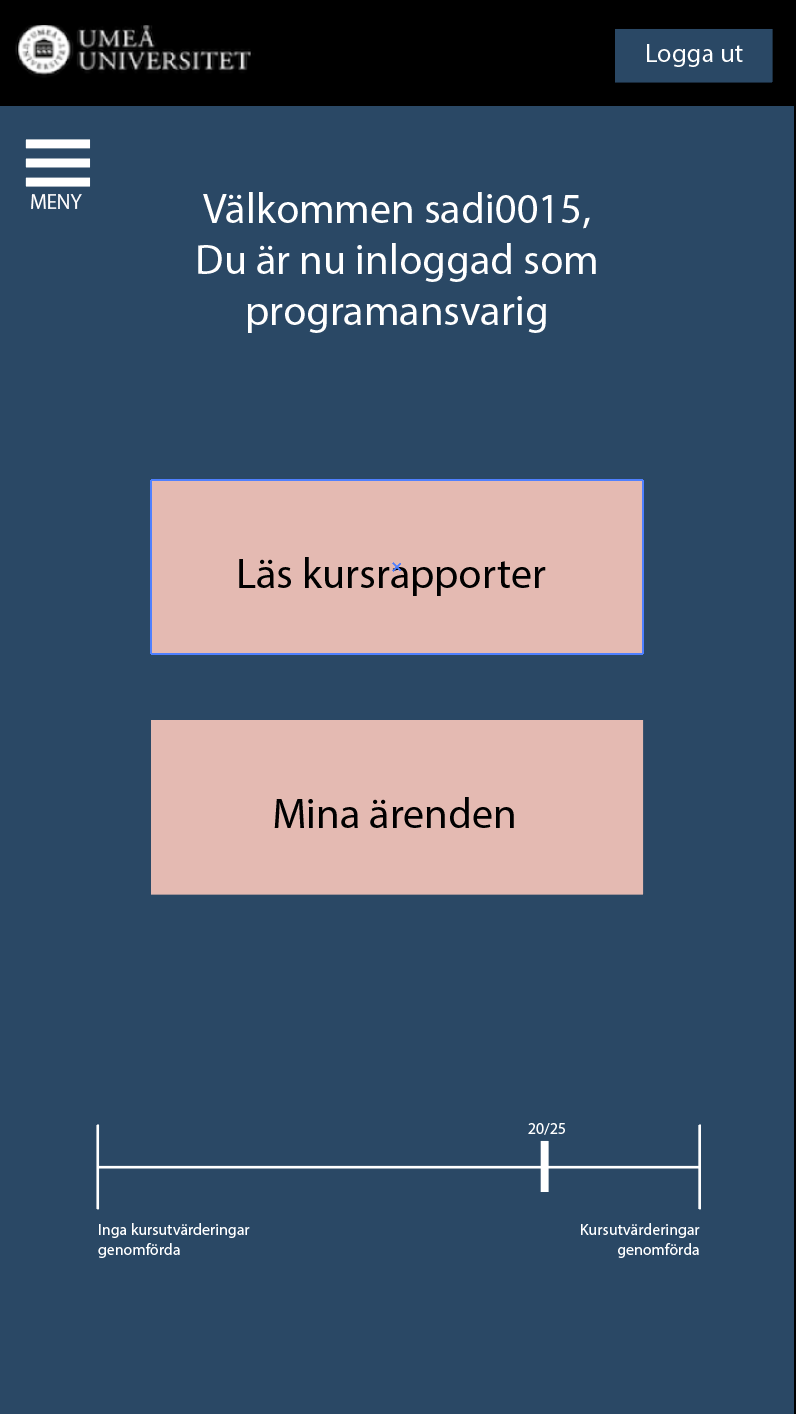 UMEÅ
UNIVERSITET
Logga ut
MENY
Välkommen sadi0015,
Du är nu inloggad som
programansvarig
Läs kursrapporter
Mina ärenden
20/25
Inga kursutvärderingar
genomförda
Kursutvärderingar
genomförda